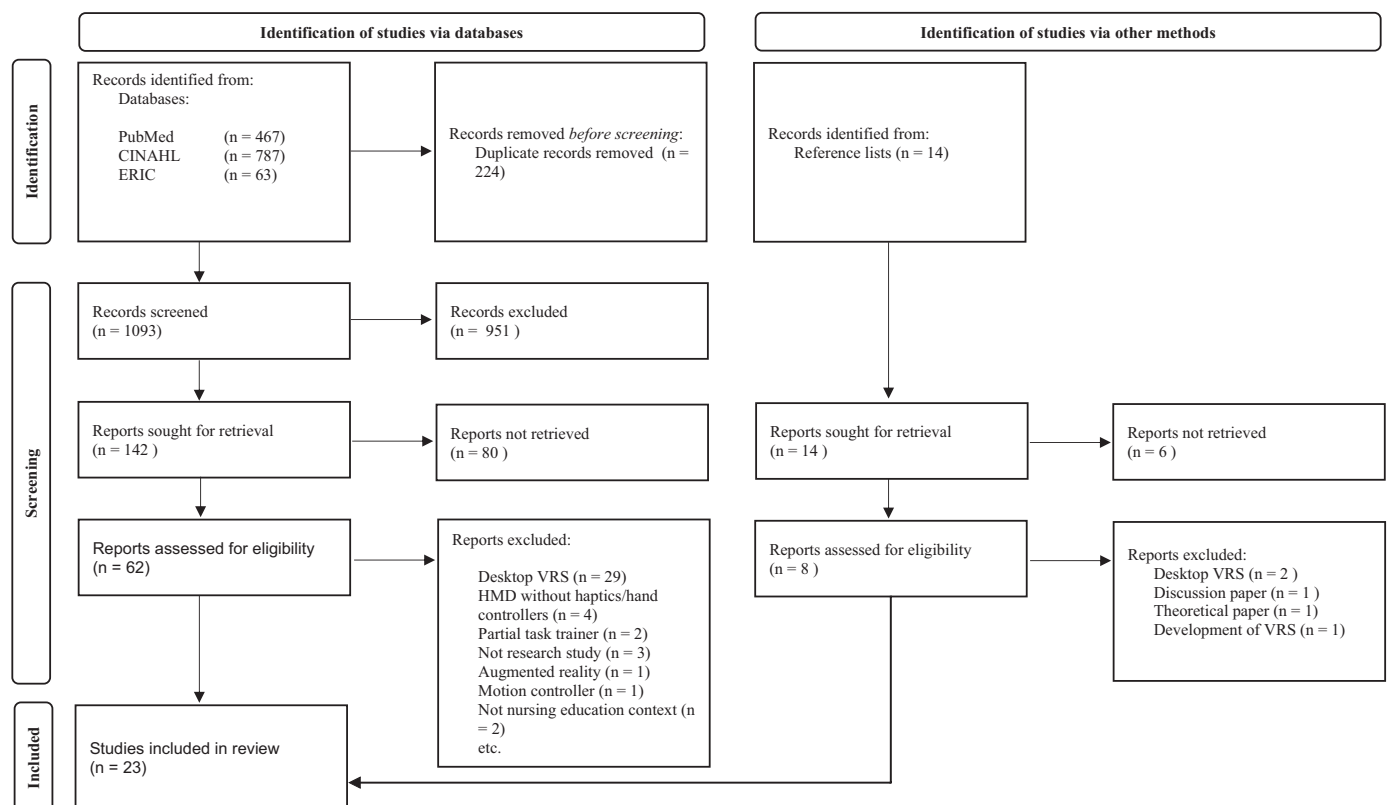 Identification of studies via databases
Identification of studies via other methods
Identification
Records identified from:
Databases:
PubMed (n = 467)
CINAHL (n = 787)
ERIC (n = 63)
Records removed before screening:
Duplicate records removed (n =
224)
Records identified from:
Reference lists (n = 14)
Screening
Records screened
(n = 1093)
Records excluded
(n = 951 )
Reports sought for retrieval
(n = 142 )
Reports not retrieved
(n = 80 )
Reports sought for retrieval
(n = 14 )
Reports not retrieved
(n = 6 )
Reports assessed for eligibility
(n = 62)
Reports excluded:
Desktop VRS (n = 29)
HMD without haptics/hand
controllers (n = 4)
Partial task trainer (n = 2)
Not research study (n = 3)
Augmented reality (n = 1)
Motion controller (n = 1)
Not nursing education context (n
= 2)
etc.
Reports assessed for eligibility
(n = 8 )
Reports excluded:
Desktop VRS (n = 2 )
Discussion paper (n = 1 )
Theoretical paper (n = 1)
Development of VRS (n = 1)
Included
Studies included in review
(n = 23)